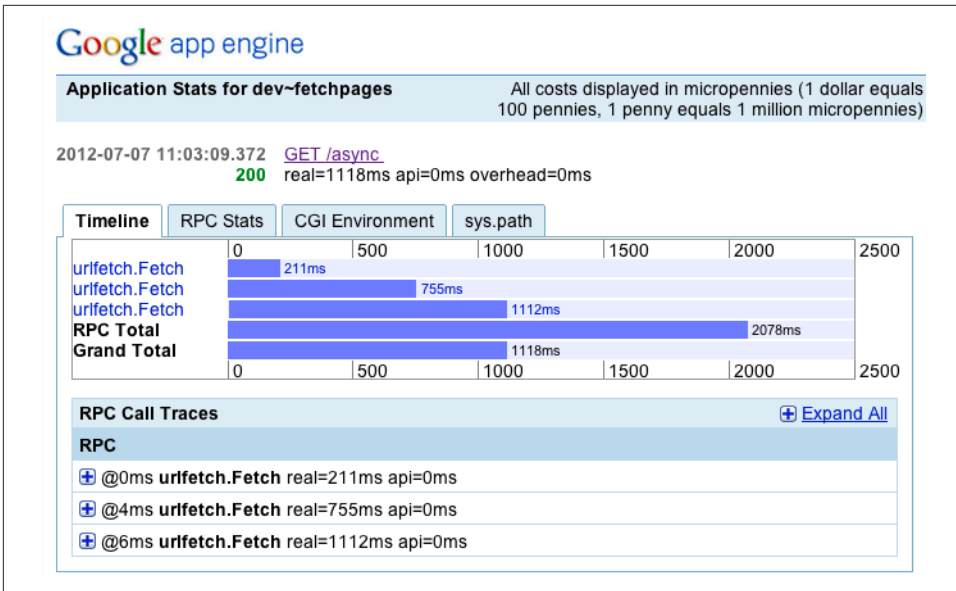 Google app engine
Application Stats for dev~fetchpages
All costs displayed in micropennies (1 dollar equals
100 pennies, 1 penny equals 1 million micropennies)
2012-07-07 11:03:09.372 GET /async
200 real=1118ms api=0ms overhead=0ms
Timeline RPC Stats CGI Environment sys.path
0 500 1000 1500 2000 2500
urlfetch.Fetch 211ms
urlfetch.Fetch 755ms
urlfetch.Fetch 1112ms
RPC Total 2078ms
Grand Total 1118ms
0 500 1000 1500 2000 2500
RPC Call Traces Expand All
RPC
@0ms urlfetch.Fetch real=211ms api=0ms
@4ms urlfetch.Fetch real=755ms api=0ms
@6ms urlfetch.Fetch real=1112ms api=0ms